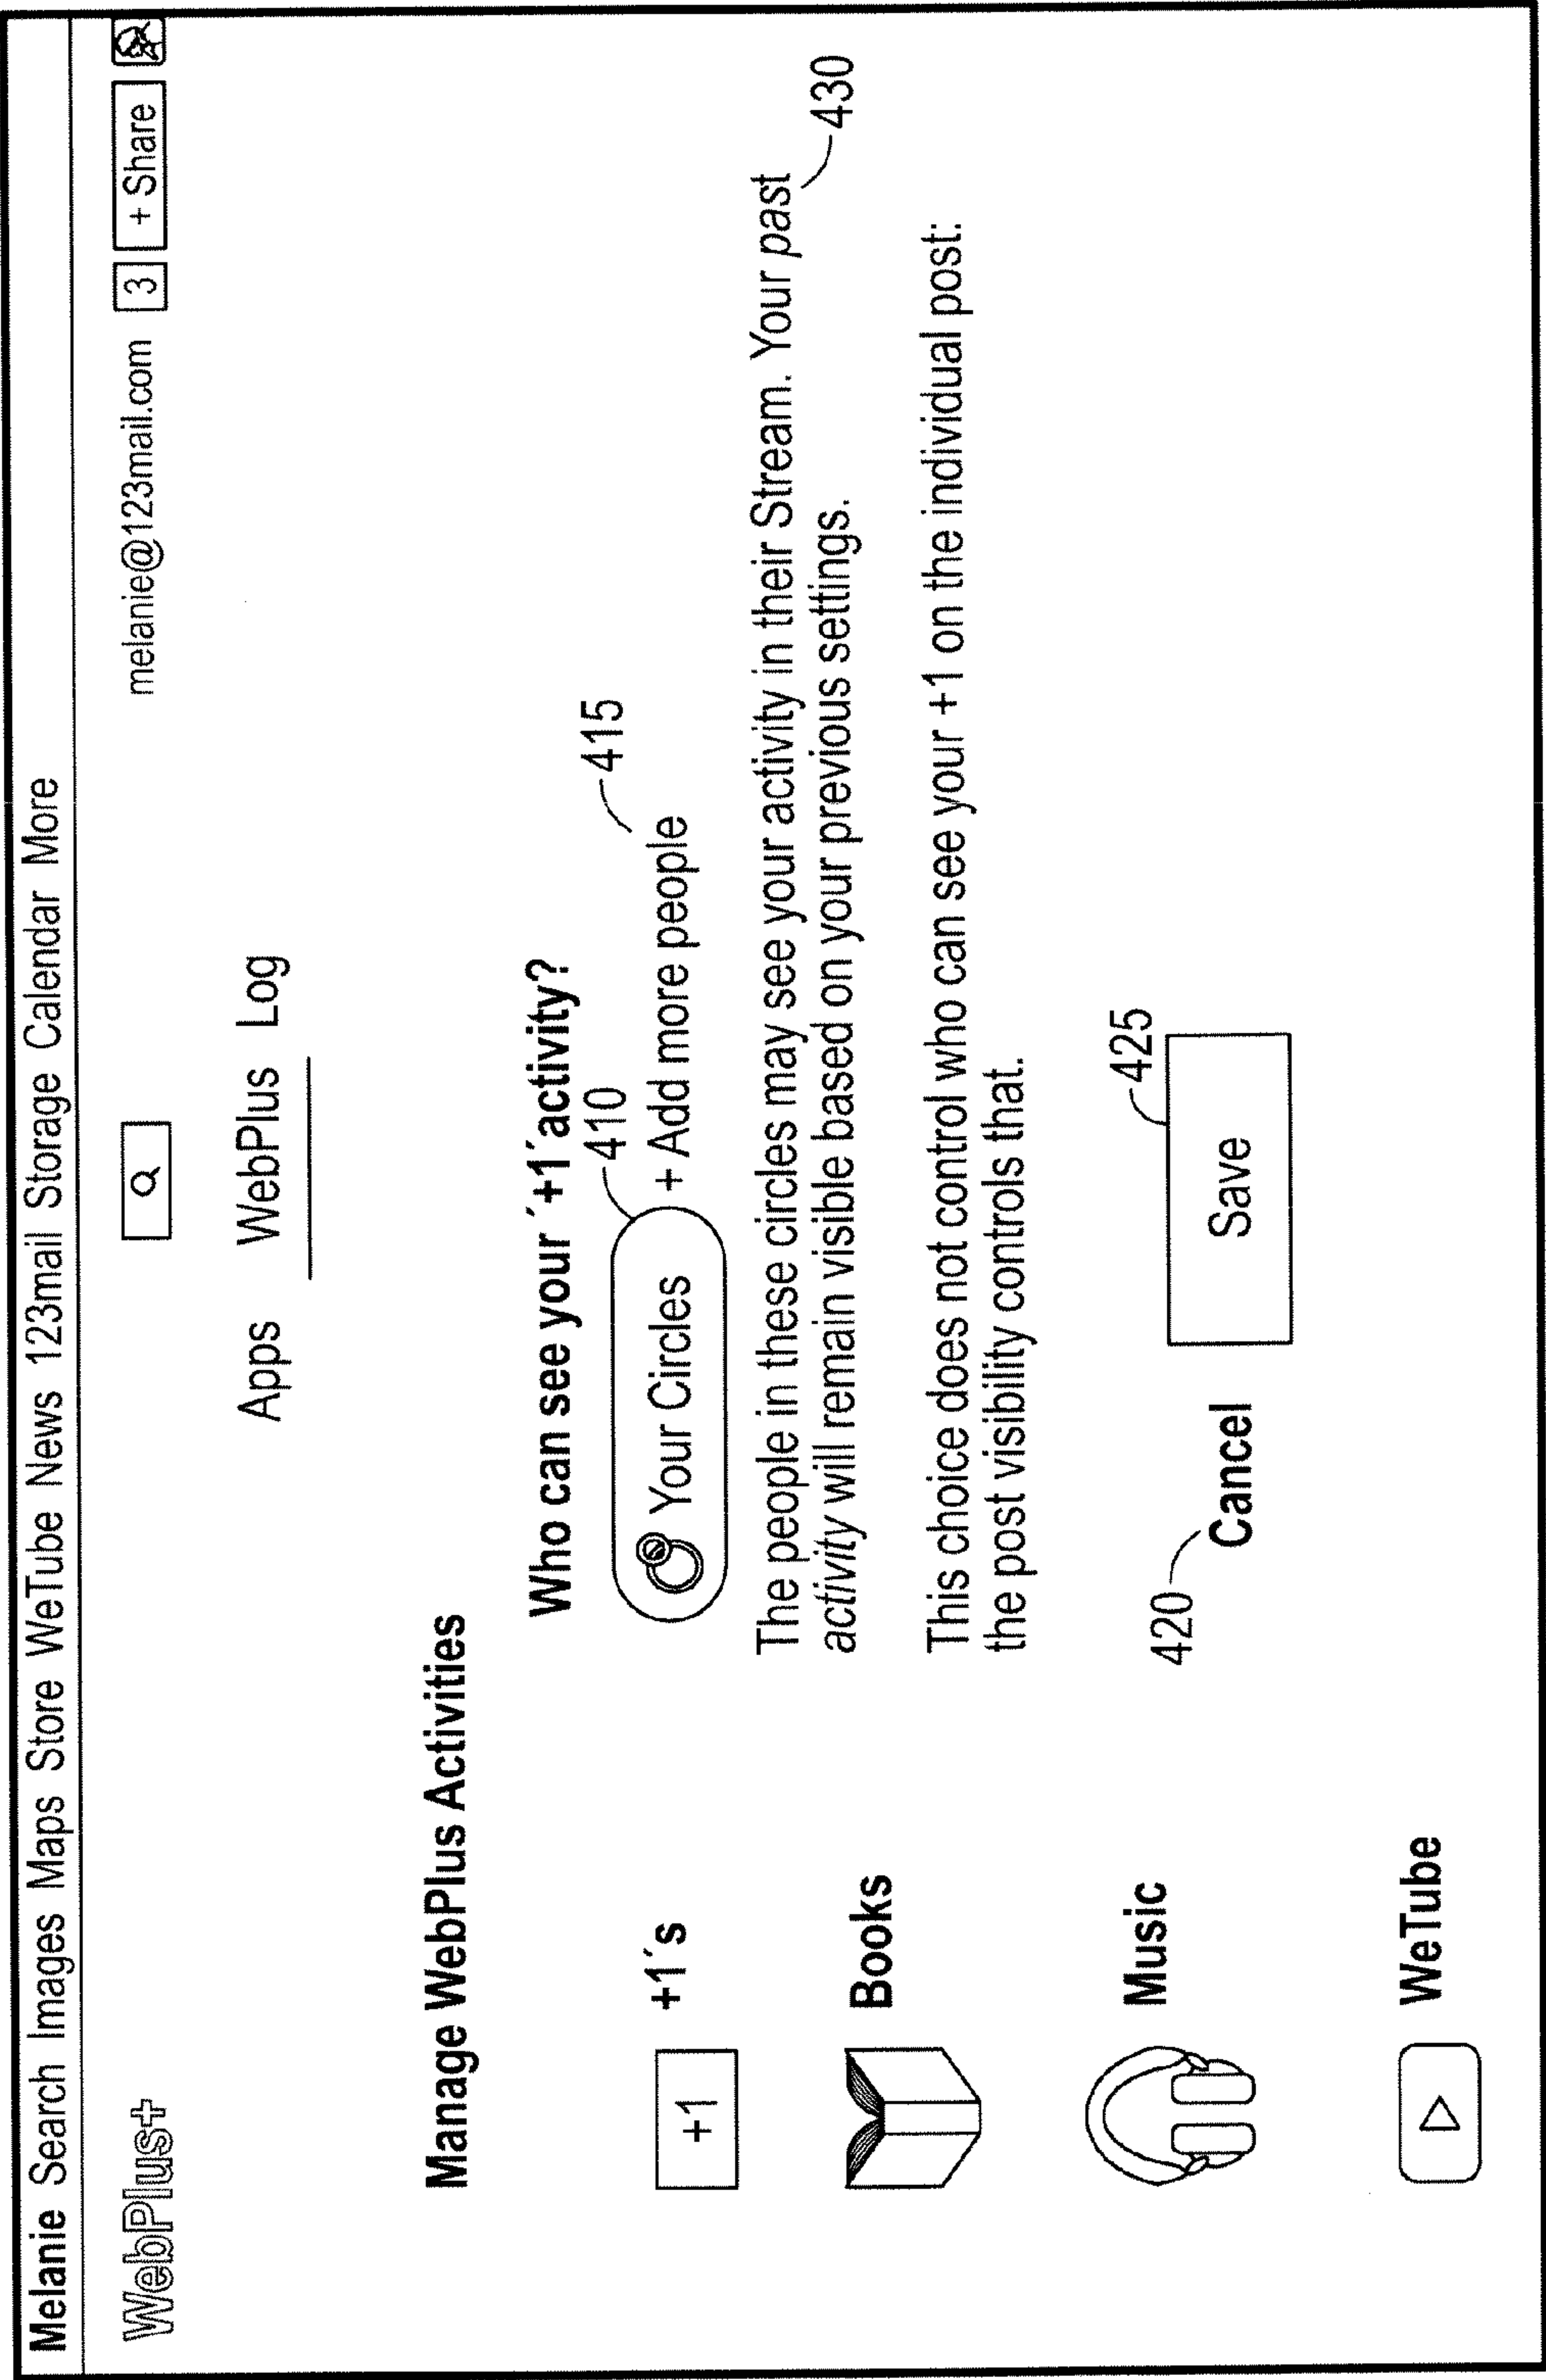 Melanie Search Images Maps Store WeTube News 123mail Storage Calendar More
WebPlus+
melanie@123mail.com 3 + Share
Apps WebPlus Log
Manage WebPlus Activities
Who can see your ´+1´activity?
410
415
Your Circles + Add more people
The people in these circles may see your activity in their Stream. Your past
430
activity will remain visible based on your previous settings.
This choice does not control who can see your +1 on the individual post:
the post visibility controls that.
420
425
Cancel Save
+1 +1´s
Books
Music
WeTube